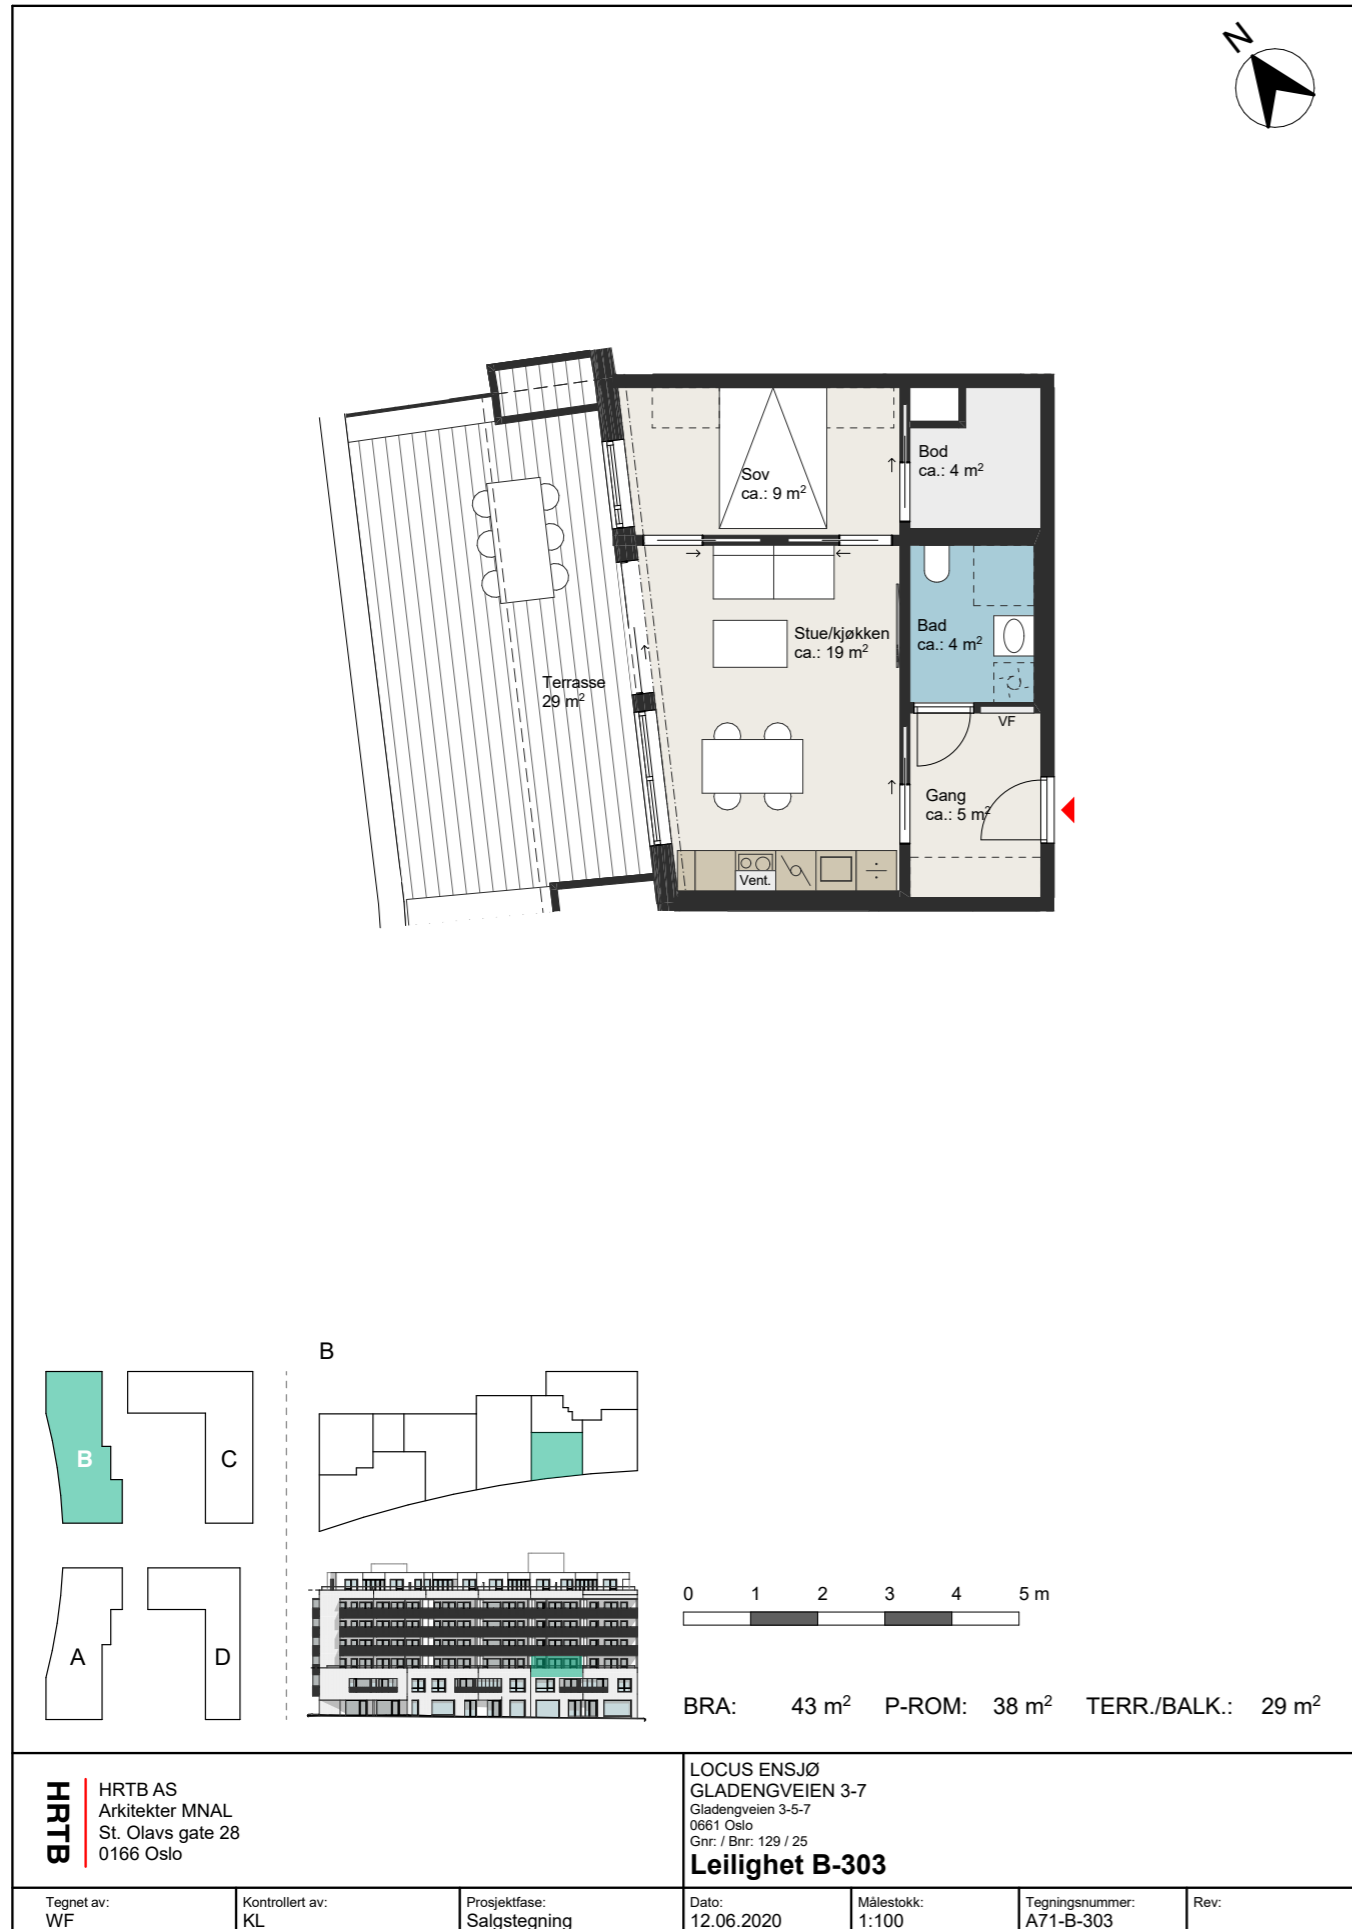 N
Sov
ca.: 9 m²
Bod
ca.: 4 m²
Stue/kjøkken
ca.: 19 m²
Bad
ca.: 4 m²
Terrasse
29 m²
VF
Gang
ca.: 5 m²
Vent.
B
B
C
A
D
0 1 2 3 4 5 m
BRA: 43 m² P-ROM: 38 m² TERR./BALK.: 29 m²
HRTB
HRTB AS
Arkitekter MNAL
St. Olavs gate 28
0166 Oslo
LOCUS ENSJØ
GLADENGVEIEN 3-7
Gladengveien 3-5-7
0661 Oslo
Gnr: / Bnr: 129 / 25
Leilighet B-303
Tegnet av:
WF
Kontrollert av:
KL
Prosjektfase:
Salgstegning
Dato:
12.06.2020
Målestokk:
1:100
Tegningsnummer:
A71-B-303
Rev: